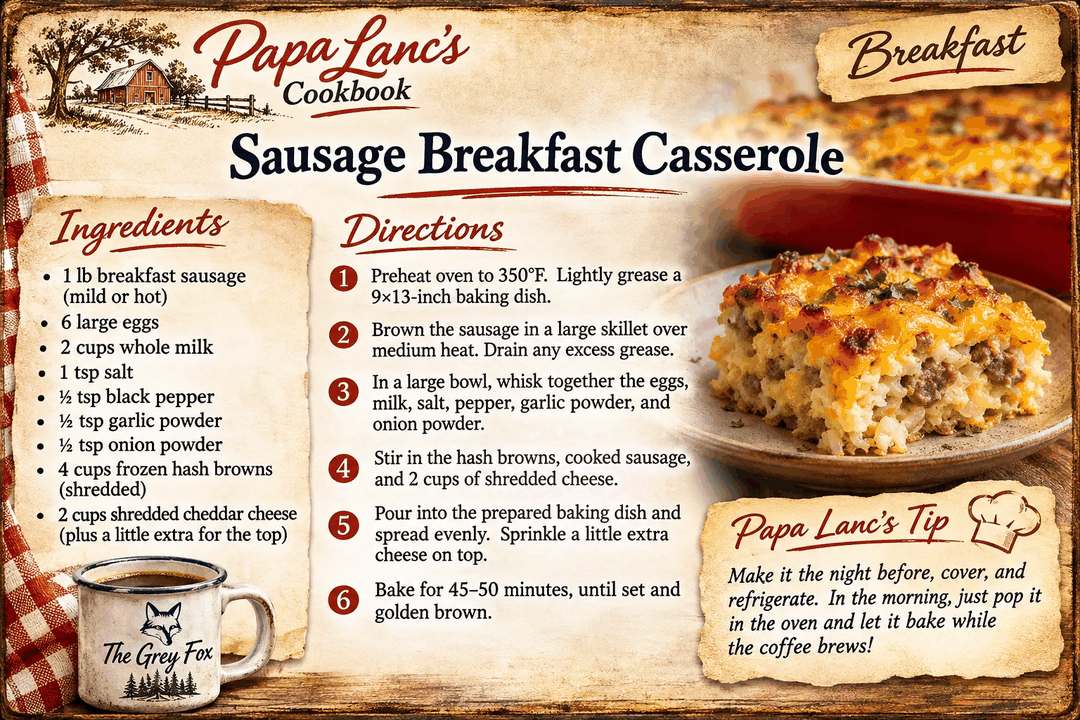 Papa Lanc's
Cookbook
Breakfast
Sausage Breakfast Casserole
Ingredients
• 1 lb breakfast sausage
(mild or hot)
• 6 large eggs
• 2 cups whole milk
• 1 tsp salt
• ½ tsp black pepper
• ½ tsp garlic powder
• ½ tsp onion powder
• 4 cups frozen hash browns
(shredded)
• 2 cups shredded cheddar cheese
(plus a little extra for the top)
The Grey Fox
Directions
1 Preheat oven to 350°F. Lightly grease a
9×13-inch baking dish.
2 Brown the sausage in a large skillet over
medium heat. Drain any excess grease.
3 In a large bowl, whisk together the eggs,
milk, salt, pepper, garlic powder, and
onion powder.
4 Stir in the hash browns, cooked sausage,
and 2 cups of shredded cheese.
5 Pour into the prepared baking dish and
spread evenly. Sprinkle a little extra
cheese on top.
6 Bake for 45–50 minutes, until set and
golden brown.
Papa Lanc's Tip
Make it the night before, cover, and
refrigerate. In the morning, just pop it
in the oven and let it bake while
the coffee brews!